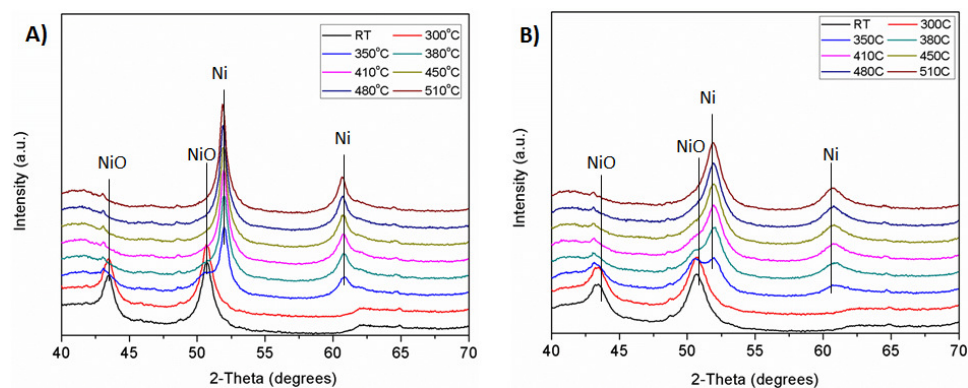 A)
RT 300°C
350°C 380°C
410°C 450°C
480°C 510°C
Ni
NiO
NiO
Ni
Intensity (a.u.)
40 45 50 55 60 65 70
2-Theta (degrees)
B)
RT 300C
350C 380C
410C 450C
480C 510C
Ni
NiO
NiO
Ni
Intensity (a.u.)
40 45 50 55 60 65 70
2-Theta (degrees)